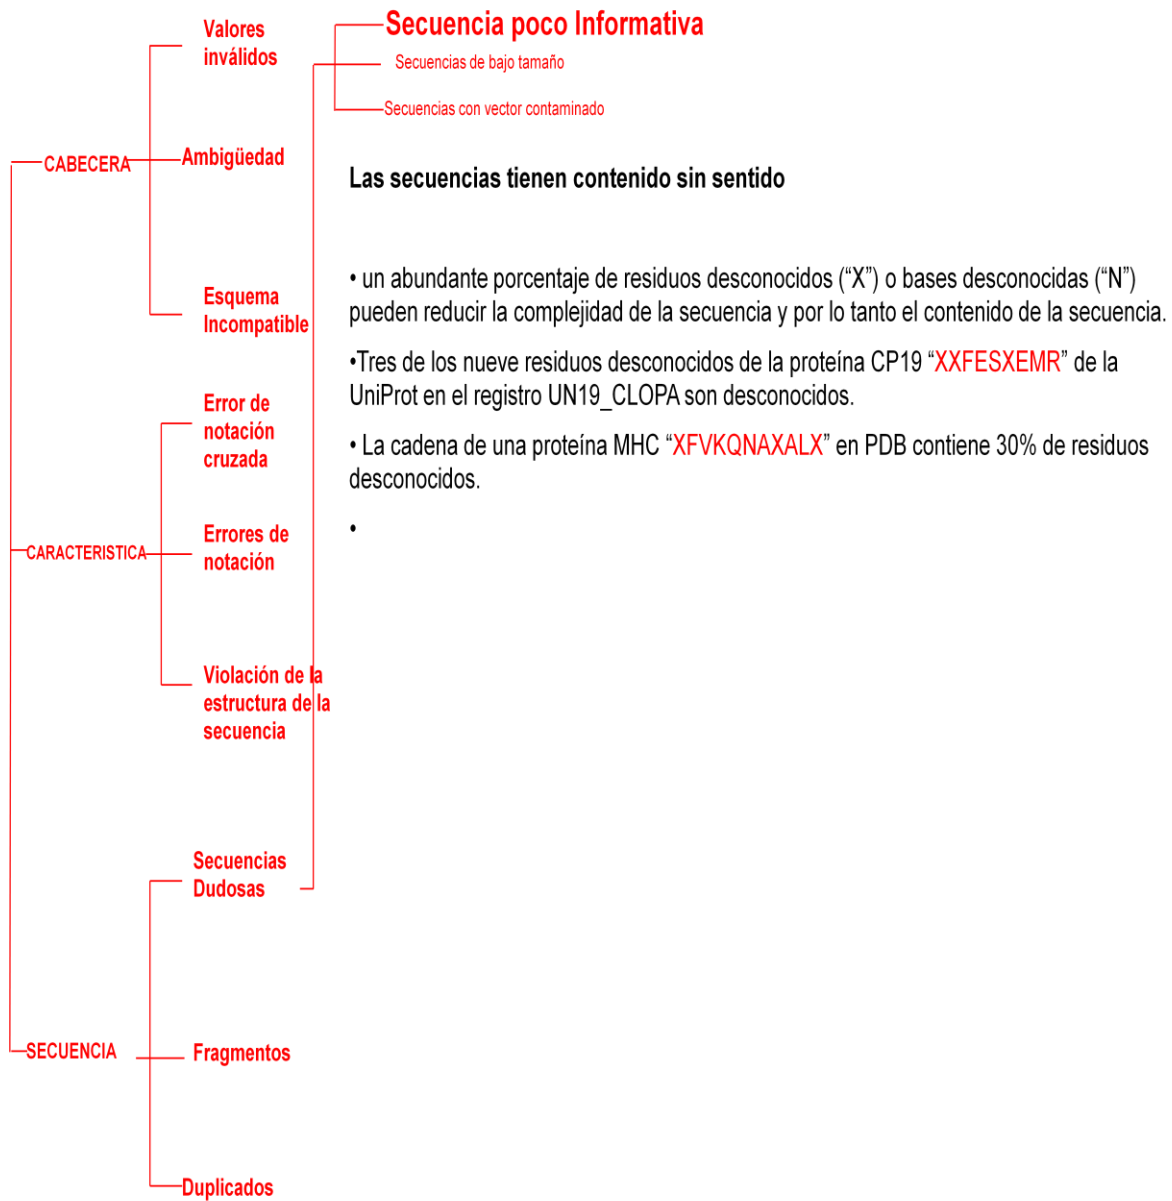 Valores
inválidos
Secuencia poco Informativa
Secuencias de bajo tamaño
Secuencias con vector contaminado
CABECERA
Ambigüedad
Esquema
Incompatible
Las secuencias tienen contenido sin sentido
• un abundante porcentaje de residuos desconocidos (“X”) o bases desconocidas (“N”)
pueden reducir la complejidad de la secuencia y por lo tanto el contenido de la secuencia.
•Tres de los nueve residuos desconocidos de la proteína CP19 “XXFESXEMR” de la
UniProt en el registro UN19_CLOPA son desconocidos.
• La cadena de una proteína MHC “XFVKQNAXALX” en PDB contiene 30% de residuos
desconocidos.
•
Error de
notación
cruzada
CARACTERISTICA
Errores de
notación
Violación de la
estructura de la
secuencia
Secuencias
Dudosas
SECUENCIA
Fragmentos
Duplicados